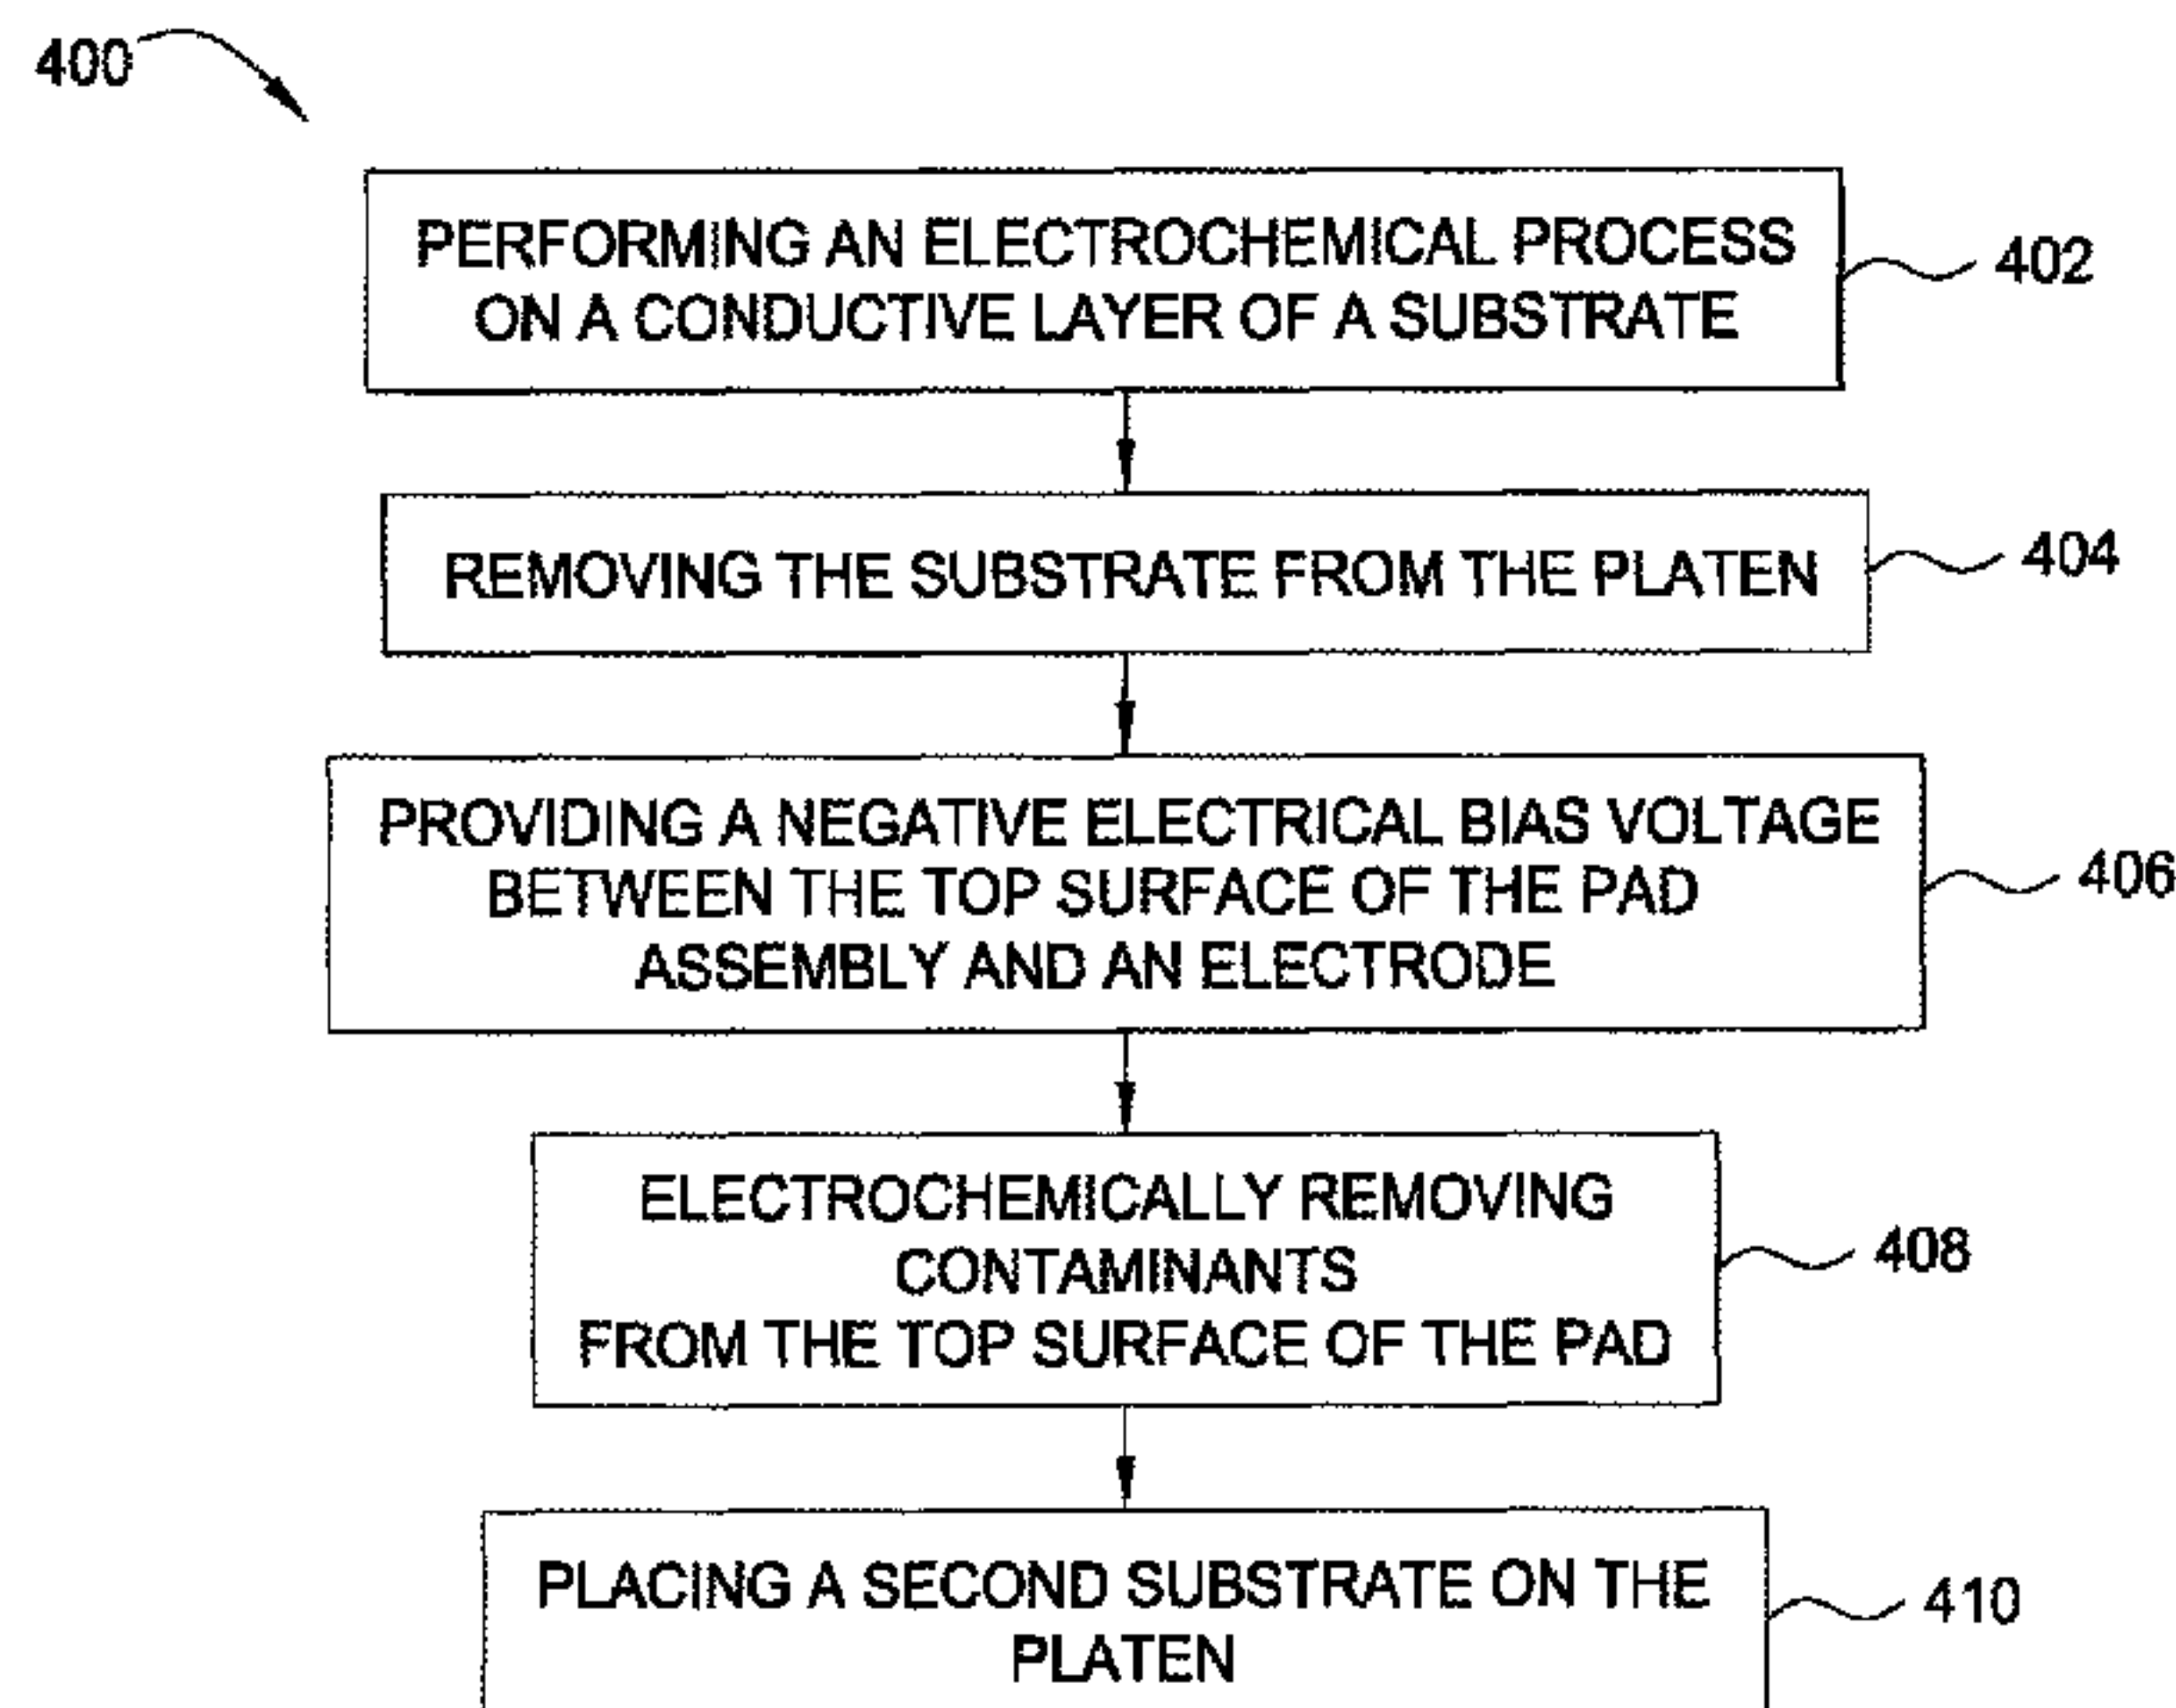 400
PERFORMING AN ELECTROCHEMICAL PROCESS
ON A CONDUCTIVE LAYER OF A SUBSTRATE
402
REMOVING THE SUBSTRATE FROM THE PLATEN
404
PROVIDING A NEGATIVE ELECTRICAL BIAS VOLTAGE
BETWEEN THE TOP SURFACE OF THE PAD
ASSEMBLY AND AN ELECTRODE
406
ELECTROCHEMICALLY REMOVING
CONTAMINANTS
FROM THE TOP SURFACE OF THE PAD
408
PLACING A SECOND SUBSTRATE ON THE
PLATEN
410